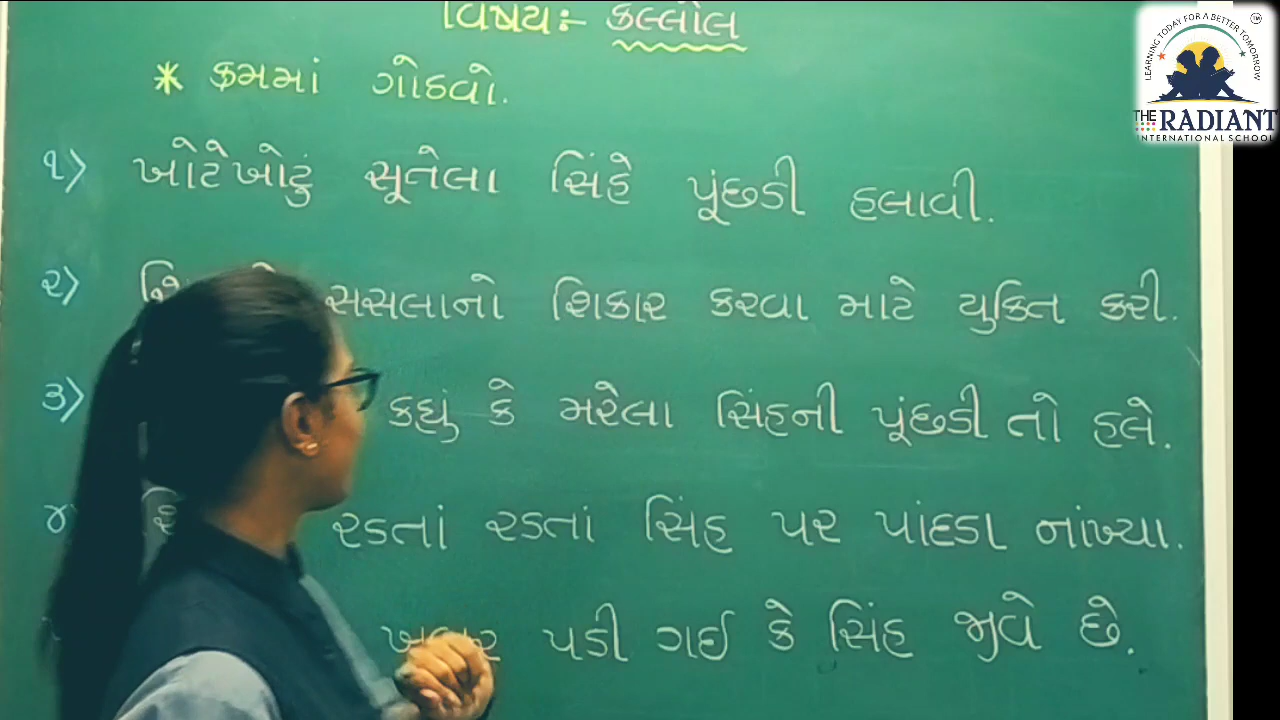 વિષય:- કલ્લોલ
* ક્રમમાં ગોઠવો.
૧) ખોટેખોટું સૂતેલા સિંહે પૂંછડી હલાવી.
૨) સસલાનો શિકાર કરવા માટે યુક્તિ કરી.
૩) કહ્યું કે મરેલા સિંહની પૂંછડી તો હલે.
૪) રડતાં રડતાં સિંહ પર પાંદડા નાંખ્યા.
પડી ગઈ કે સિંહ જીવે છે.
LEARNING TODAY FOR A BETTER TOMORROW
THE RADIANT
INTERNATIONAL SCHOOL